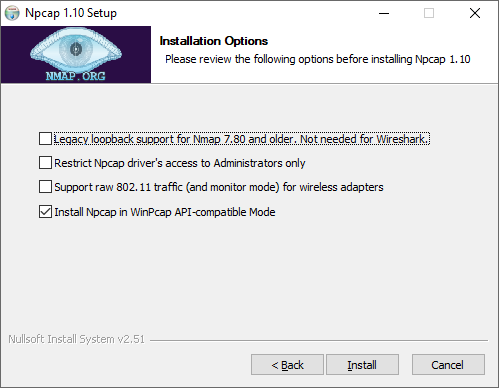 Npcap 1.10 Setup
NMAP.ORG
Installation Options
Please review the following options before installing Npcap 1.10
Legacy loopback support for Nmap 7.80 and older. Not needed for Wireshark.
Restrict Npcap driver's access to Administrators only
Support raw 802.11 traffic (and monitor mode) for wireless adapters
Install Npcap in WinPcap API-compatible Mode
Nullsoft Install System v2.51
< Back
Install
Cancel